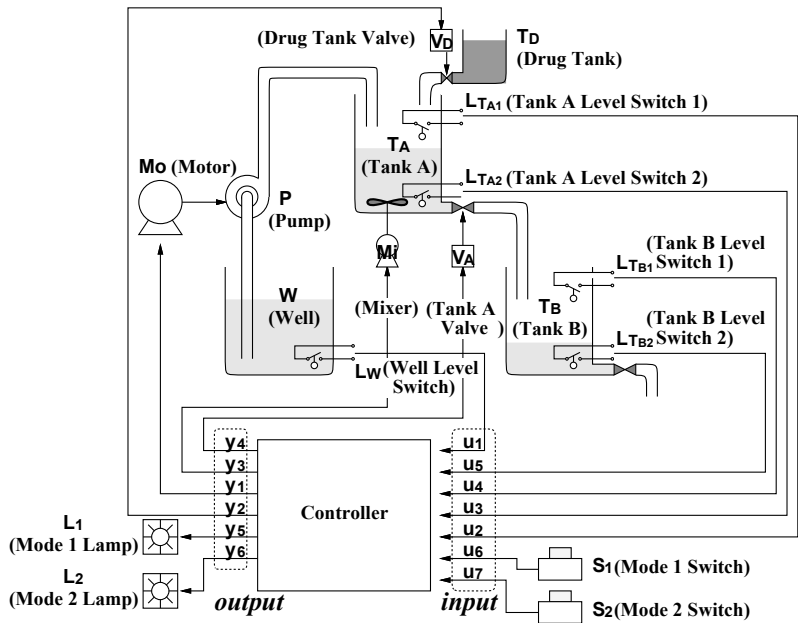 VD
(Drug Tank Valve)
TD
(Drug Tank)
LTA1 (Tank A Level Switch 1)
TA
(Tank A)
Mo (Motor)
LTA2 (Tank A Level Switch 2)
P
(Pump)
Mi
VA
(Tank B Level
LTB1 Switch 1)
W
(Well)
(Mixer)
(Tank A
Valve )
TB
(Tank B)
(Tank B Level
LTB2 Switch 2)
LW (Well Level
Switch)
y4
y3
y1
y2
y5
y6
output
Controller
u1
u5
u4
u3
u2
u6
u7
input
L1
(Mode 1 Lamp)
L2
(Mode 2 Lamp)
S1 (Mode 1 Switch)
S2 (Mode 2 Switch)